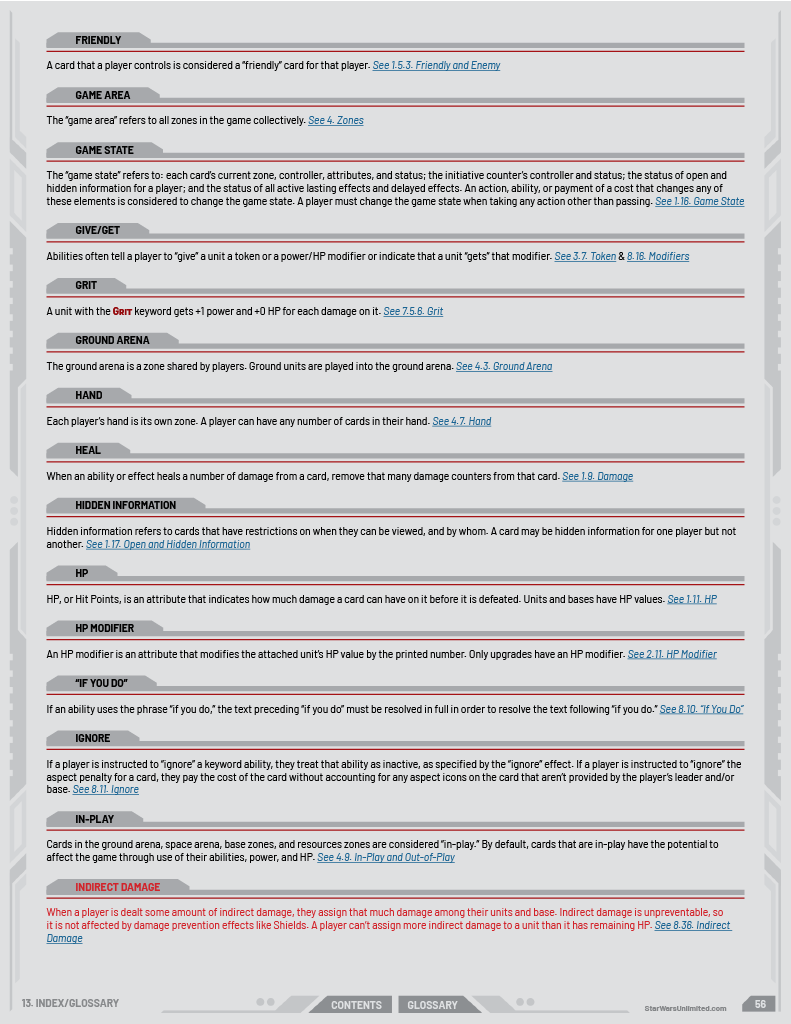 FRIENDLY
A card that a player controls is considered a "friendly" card for that player. See 1.5.3. Friendly and Enemy
GAME AREA
The "game area" refers to all zones in the game collectively. See 4. Zones
GAME STATE
The "game state" refers to: each card's current zone, controller, attributes, and status; the initiative counter's controller and status; the status of open and
hidden information for a player; and the status of all active lasting effects and delayed effects. An action, ability, or payment of a cost that changes any of
these elements is considered to change the game state. A player must change the game state when taking any action other than passing. See 1.16. Game State
GIVE/GET
Abilities often tell a player to "give" a unit a token or a power/HP modifier or indicate that a unit "gets" that modifier. See 3.7. Token & 8.16. Modifiers
GRIT
A unit with the GRIT keyword gets +1 power and +0 HP for each damage on it. See 7.5.6. Grit
GROUND ARENA
The ground arena is a zone shared by players. Ground units are played into the ground arena. See 4.3. Ground Arena
HAND
Each player's hand is its own zone. A player can have any number of cards in their hand. See 4.7. Hand
HEAL
When an ability or effect heals a number of damage from a card, remove that many damage counters from that card. See 1.9. Damage
HIDDEN INFORMATION
Hidden information refers to cards that have restrictions on when they can be viewed, and by whom. A card may be hidden information for one player but not
another. See 1.17. Open and Hidden Information
HP
HP, or Hit Points, is an attribute that indicates how much damage a card can have on it before it is defeated. Units and bases have HP values. See 1.11. HP
HP MODIFIER
An HP modifier is an attribute that modifies the attached unit's HP value by the printed number. Only upgrades have an HP modifier. See 2.11. HP Modifier
"IF YOU DO"
If an ability uses the phrase "if you do," the text preceding "if you do" must be resolved in full in order to resolve the text following "if you do." See 8.10. "If You Do"
IGNORE
If a player is instructed to "ignore" a keyword ability, they treat that ability as inactive, as specified by the "ignore" effect. If a player is instructed to "ignore" the
aspect penalty for a card, they pay the cost of the card without accounting for any aspect icons on the card that aren't provided by the player's leader and/or
base. See 8.11. Ignore
IN-PLAY
Cards in the ground arena, space arena, base zones, and resources zones are considered "in-play." By default, cards that are in-play have the potential to
affect the game through use of their abilities, power, and HP. See 4.9. In-Play and Out-of-Play
INDIRECT DAMAGE
When a player is dealt some amount of indirect damage, they assign that much damage among their units and base. Indirect damage is unpreventable, so
it is not affected by damage prevention effects like Shields. A player can't assign more indirect damage to a unit than it has remaining HP. See 8.36. Indirect
Damage
13. INDEX/GLOSSARY
CONTENTS
GLOSSARY
StarWarsUnlimited.com
56